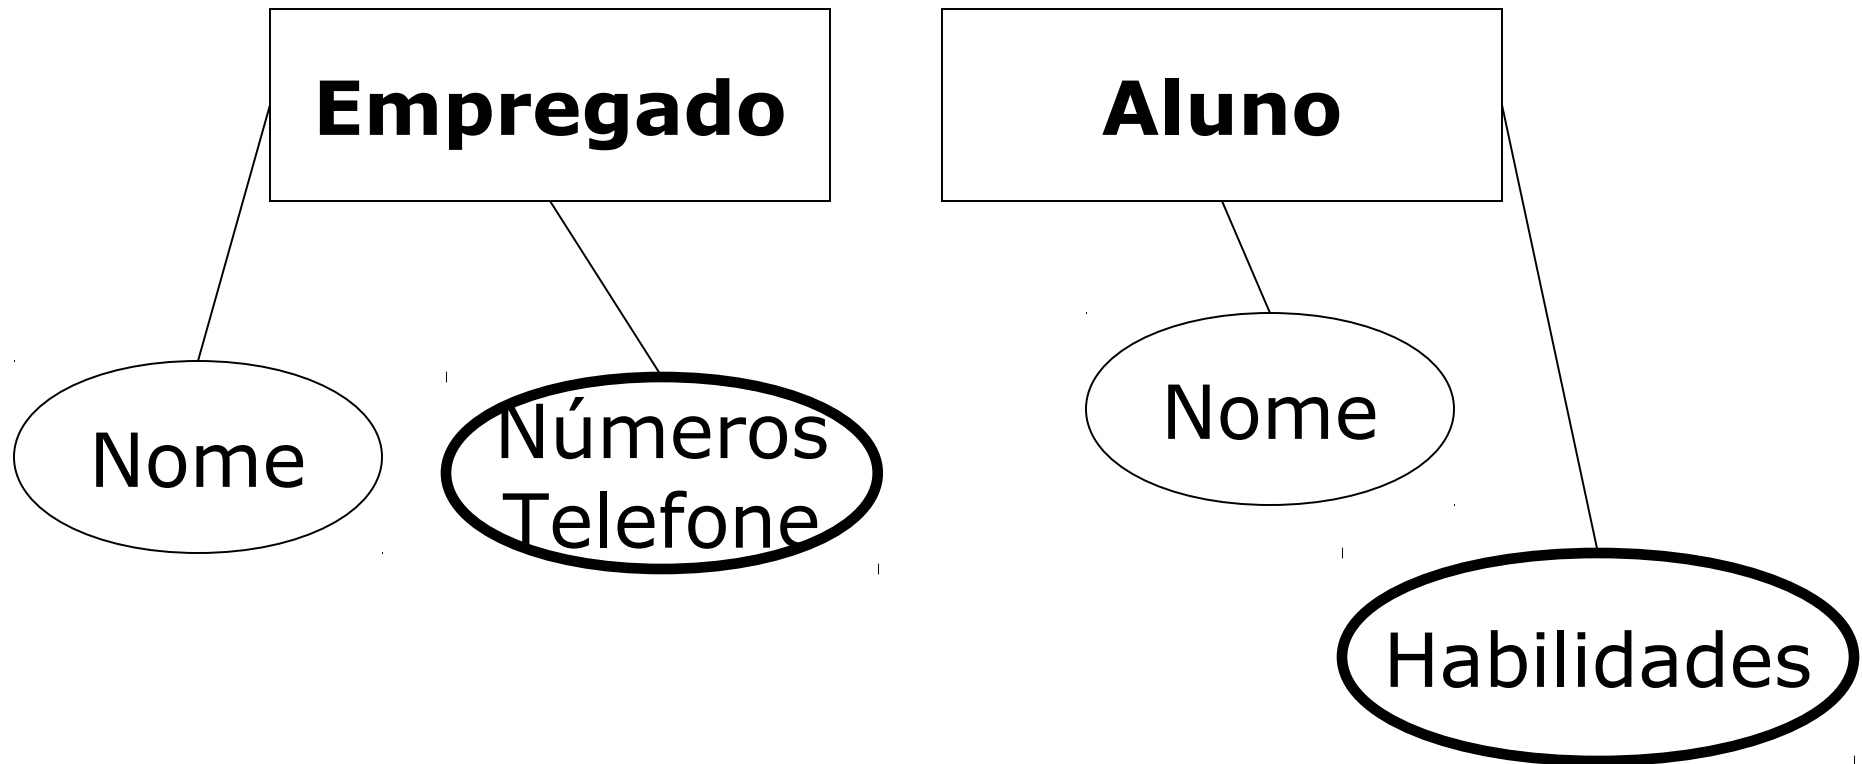 Empregado
Aluno
Nome
Números
Telefone
Nome
Habilidades